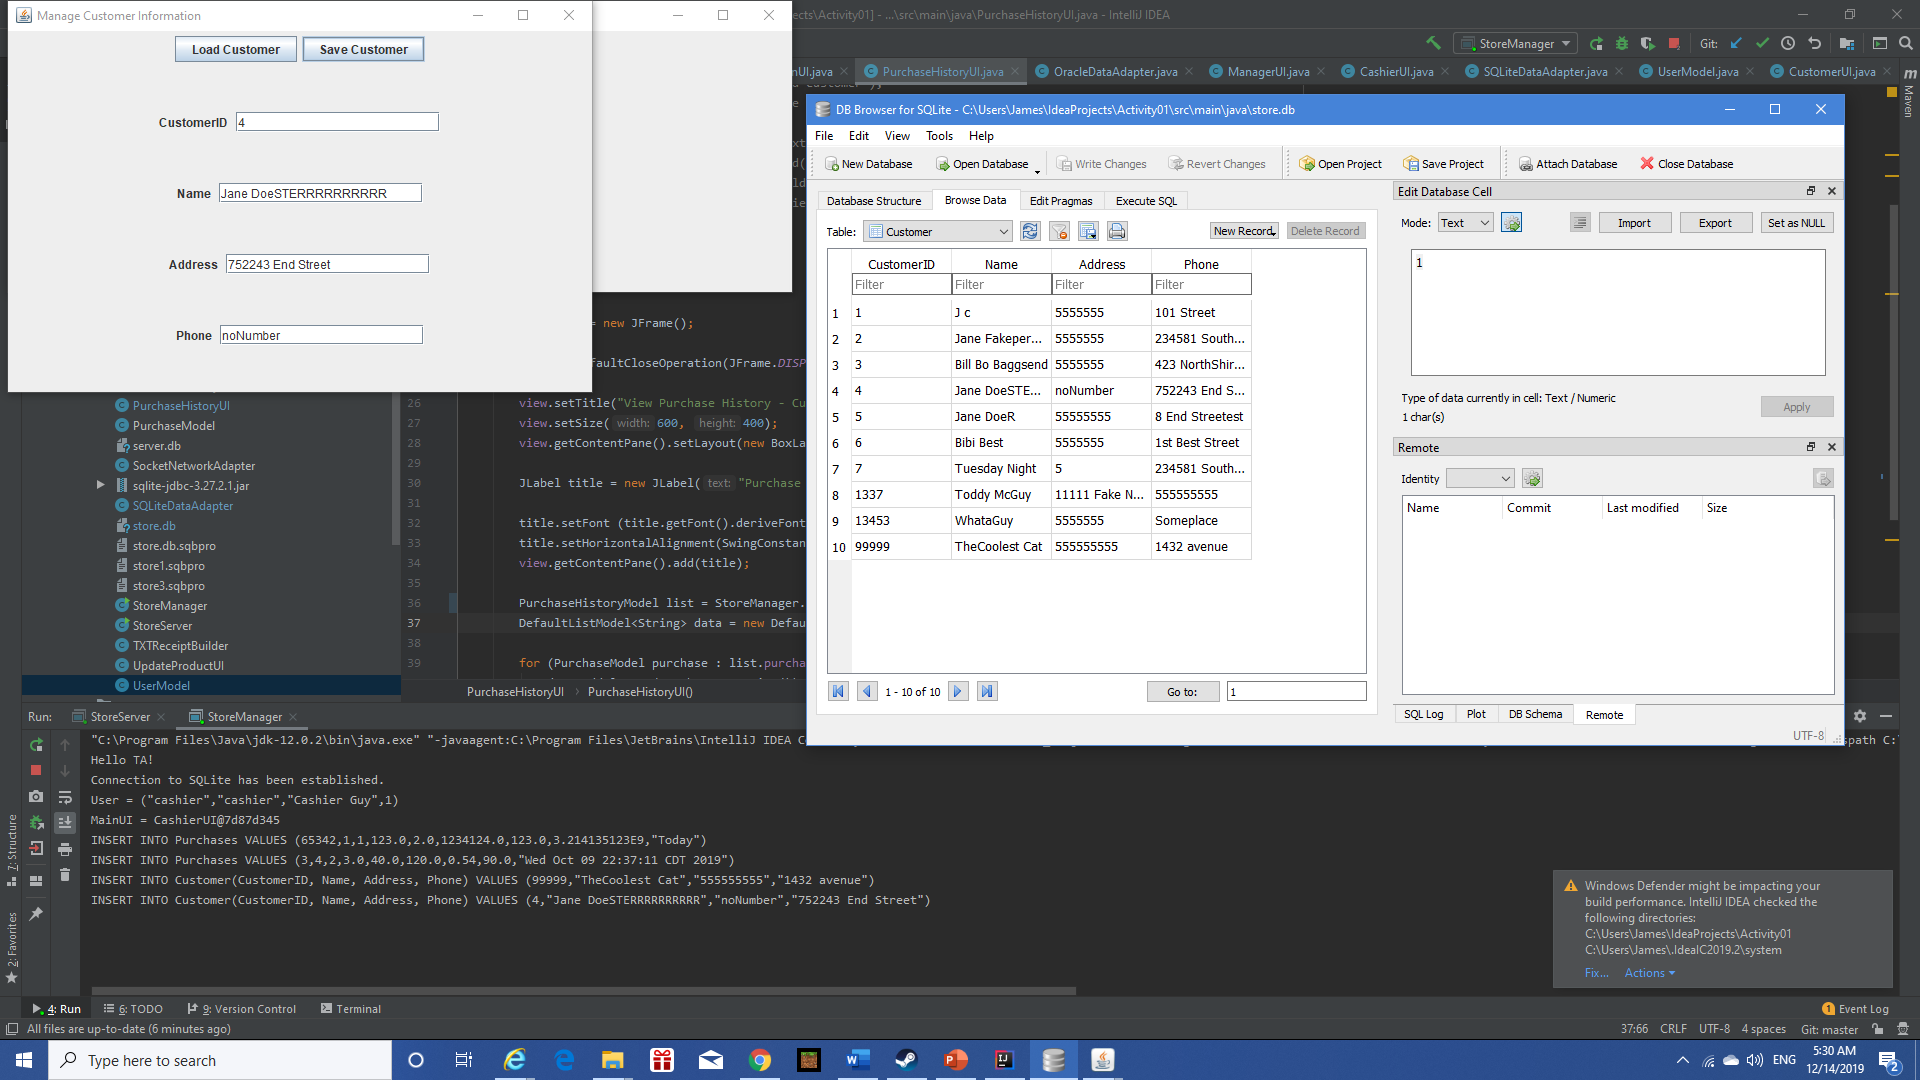 Manage Customer Information
Load Customer
Save Customer
CustomerID 4
Name Jane DoeSTERRRRRRRRRRR
Address 752243 End Street
Phone noNumber
cts\Activity01] - ...\src\main\java\PurchaseHistoryUI.java - IntelliJ IDEA
StoreManager
Git:
nUI.java
PurchaseHistoryUI.java
OracleDataAdapter.java
ManagerUI.java
CashierUI.java
SQLiteDataAdapter.java
UserModel.java
CustomerUI.java
Maven
DB Browser for SQLite - C:\Users\James\IdeaProjects\Activity01\src\main\java\store.db
File Edit View Tools Help
New Database Open Database Write Changes Revert Changes Open Project Save Project Attach Database Close Database
Database Structure Browse Data Edit Pragmas Execute SQL
Table: Customer New Record Delete Record
CustomerID Name Address Phone
Filter Filter Filter Filter
1 1 J c 5555555 101 Street
2 2 Jane Fakeper... 5555555 234581 South...
3 3 Bill Bo Baggsend 5555555 423 NorthShir...
4 4 Jane DoeSTE... noNumber 752243 End S...
5 5 Jane DoeR 55555555 8 End Streetest
6 6 Bibi Best 5555555 1st Best Street
7 7 Tuesday Night 5 234581 South...
8 1337 Toddy McGuy 11111 Fake N... 555555555
9 13453 WhataGuy 5555555 Someplace
10 99999 TheCoolest Cat 555555555 1432 avenue
1 - 10 of 10 Go to: 1
Edit Database Cell
Mode: Text Import Export Set as NULL
1
Type of data currently in cell: Text / Numeric
1 char(s)
Apply
Remote
Identity
Name Commit Last modified Size
SQL Log Plot DB Schema Remote
UTF-8
PurchaseHistoryUI
PurchaseModel
server.db
SocketNetworkAdapter
sqlite-jdbc-3.27.2.1.jar
SQLiteDataAdapter
store.db
store.db.sqbpro
store1.sqbpro
store3.sqbpro
StoreManager
StoreServer
TXTReceiptBuilder
UpdateProductUI
UserModel
= new JFrame();
faultCloseOperation(JFrame.DISP
26 view.setTitle("View Purchase History - Cu
27 view.setSize( width: 600, height: 400);
28 view.getContentPane().setLayout(new BoxLa
29
30 JLabel title = new JLabel( text: "Purchase
31
32 title.setFont (title.getFont().deriveFont
33 title.setHorizontalAlignment(SwingConstan
34 view.getContentPane().add(title);
35
36 PurchaseHistoryModel list = StoreManager.
37 DefaultListModel<String> data = new Defau
38
39 for (PurchaseModel purchase : list.purcha
PurchaseHistoryUI PurchaseHistoryUI()
Run: StoreServer StoreManager
"C:\Program Files\Java\jdk-12.0.2\bin\java.exe" "-javaagent:C:\Program Files\JetBrains\IntelliJ IDEA Co
spath C:\
Hello TA!
Connection to SQLite has been established.
User = ("cashier","cashier","Cashier Guy",1)
MainUI = CashierUI@7d87d345
INSERT INTO Purchases VALUES (65342,1,1,123.0,2.0,1234124.0,123.0,3.214135123E9,"Today")
INSERT INTO Purchases VALUES (3,4,2,3.0,40.0,120.0,0.54,90.0,"Wed Oct 09 22:37:11 CDT 2019")
INSERT INTO Customer(CustomerID, Name, Address, Phone) VALUES (99999,"TheCoolest Cat","555555555","1432 avenue")
INSERT INTO Customer(CustomerID, Name, Address, Phone) VALUES (4,"Jane DoeSTERRRRRRRRRRR","noNumber","752243 End Street")
7: Structure
2: Favorites
Windows Defender might be impacting your
build performance. IntelliJ IDEA checked the
following directories:
C:\Users\James\IdeaProjects\Activity01
C:\Users\James\.IdeaIC2019.2\system
Fix... Actions
4: Run 6: TODO 9: Version Control Terminal
1 Event Log
All files are up-to-date (6 minutes ago)
37:66 CRLF UTF-8 4 spaces Git: master
Type here to search
ENG
5:30 AM
12/14/2019
2